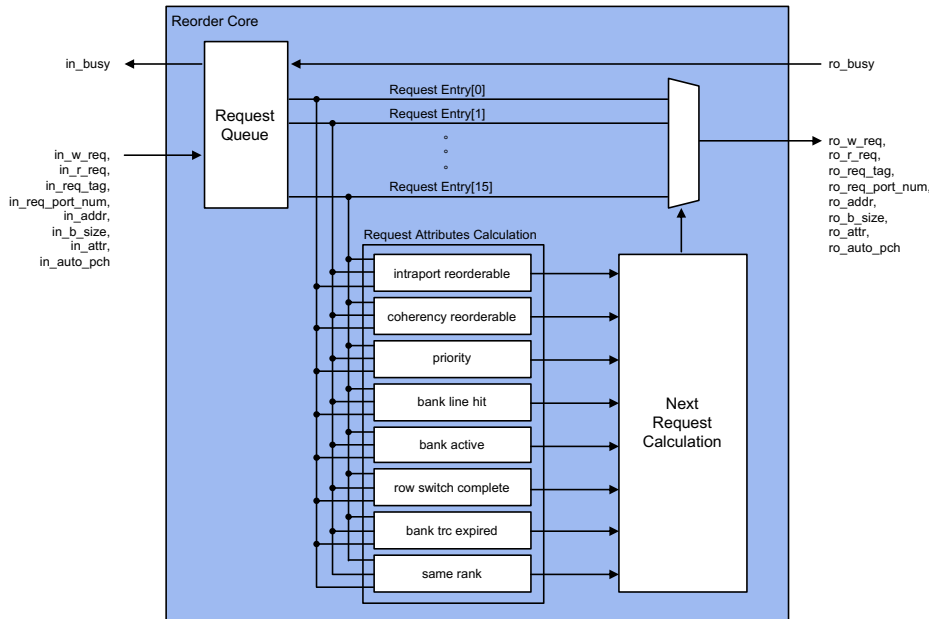 Reorder Core
in_busy
ro_busy
Request
Queue
Request Entry[0]
Request Entry[1]
Request Entry[15]
in_w_req,
in_r_req,
in_req_tag,
in_req_port_num,
in_addr,
in_b_size,
in_attr,
in_auto_pch
ro_w_req,
ro_r_req,
ro_req_tag,
ro_req_port_num,
ro_addr,
ro_b_size,
ro_attr,
ro_auto_pch
Request Attributes Calculation
intraport reorderable
coherency reorderable
priority
bank line hit
bank active
row switch complete
bank trc expired
same rank
Next
Request
Calculation